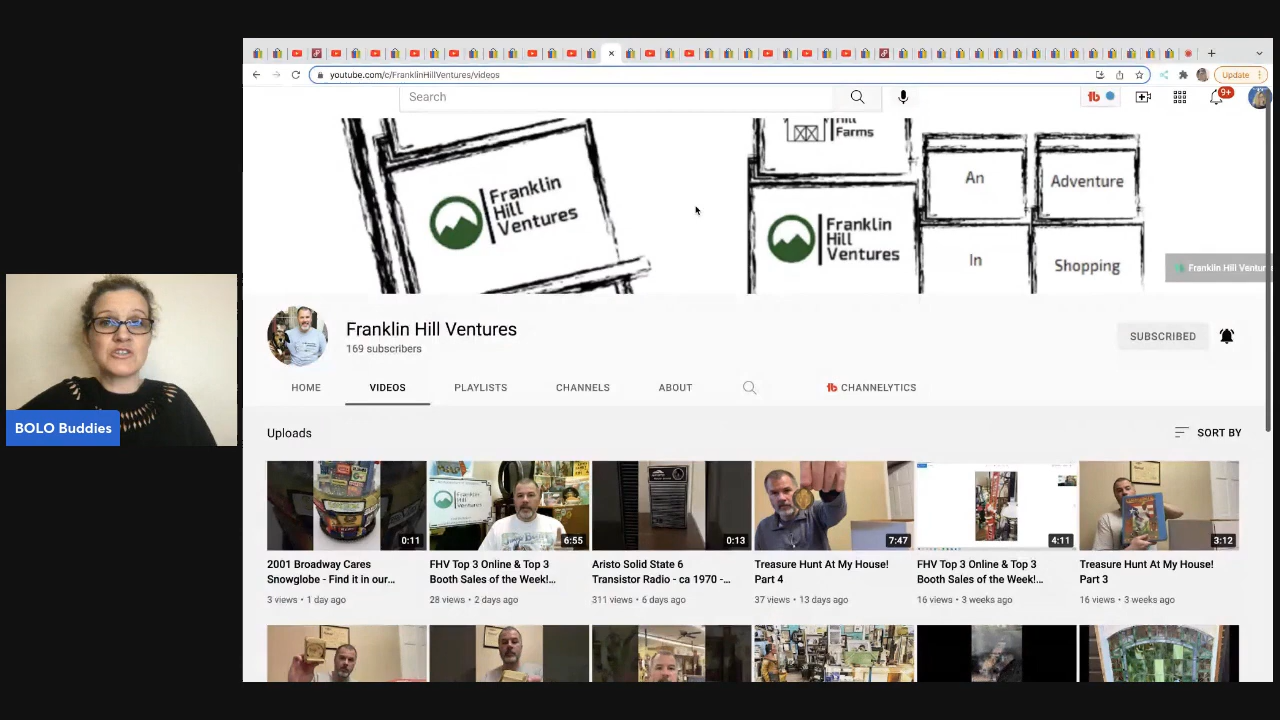 youtube.com/c/FranklinHillVentures/videos
Update
Search
9+
Franklin
Hill
Ventures
Hill
Farms
Franklin
Hill
Ventures
An
Adventure
In
Shopping
Franklin Hill Ventur
Franklin Hill Ventures
169 subscribers
SUBSCRIBED
HOME
VIDEOS
PLAYLISTS
CHANNELS
ABOUT
CHANNELYTICS
BOLO Buddies
Uploads
SORT BY
0:11
6:55
0:13
7:47
4:11
3:12
2001 Broadway Cares
Snowglobe - Find it in our...
3 views • 1 day ago
FHV Top 3 Online & Top 3
Booth Sales of the Week!...
28 views • 2 days ago
Aristo Solid State 6
Transistor Radio - ca 1970 -...
311 views • 6 days ago
Treasure Hunt At My House!
Part 4
37 views • 13 days ago
FHV Top 3 Online & Top 3
Booth Sales of the Week!...
16 views • 3 weeks ago
Treasure Hunt At My House!
Part 3
16 views • 3 weeks ago